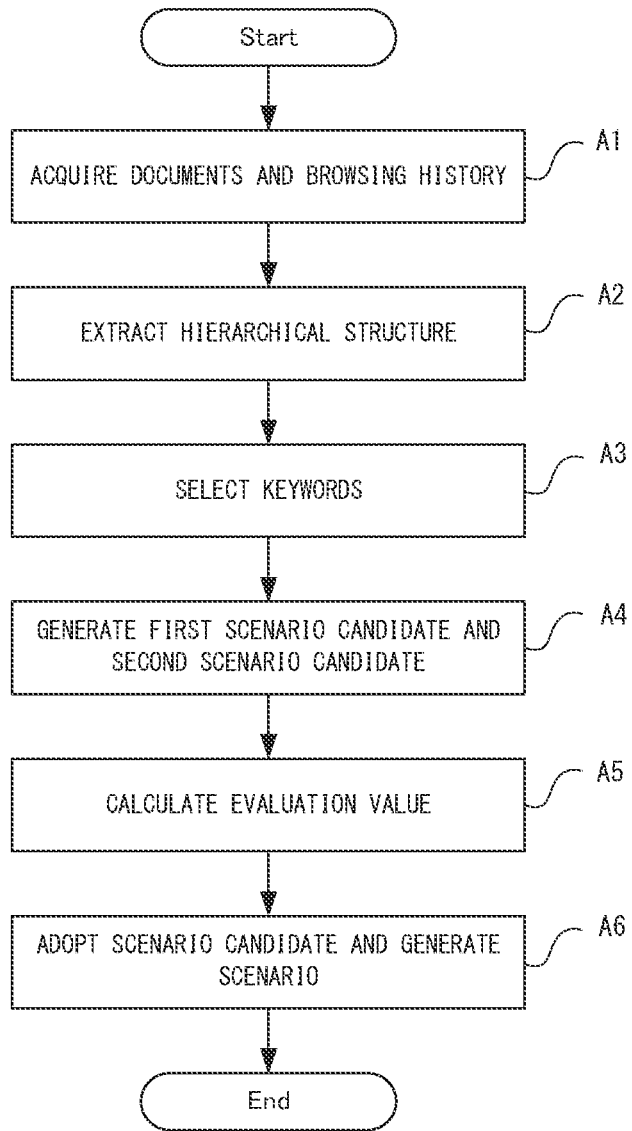 Start
ACQUIRE DOCUMENTS AND BROWSING HISTORY
A1
EXTRACT HIERARCHICAL STRUCTURE
A2
SELECT KEYWORDS
A3
GENERATE FIRST SCENARIO CANDIDATE AND
SECOND SCENARIO CANDIDATE
A4
CALCULATE EVALUATION VALUE
A5
ADOPT SCENARIO CANDIDATE AND GENERATE
SCENARIO
A6
End